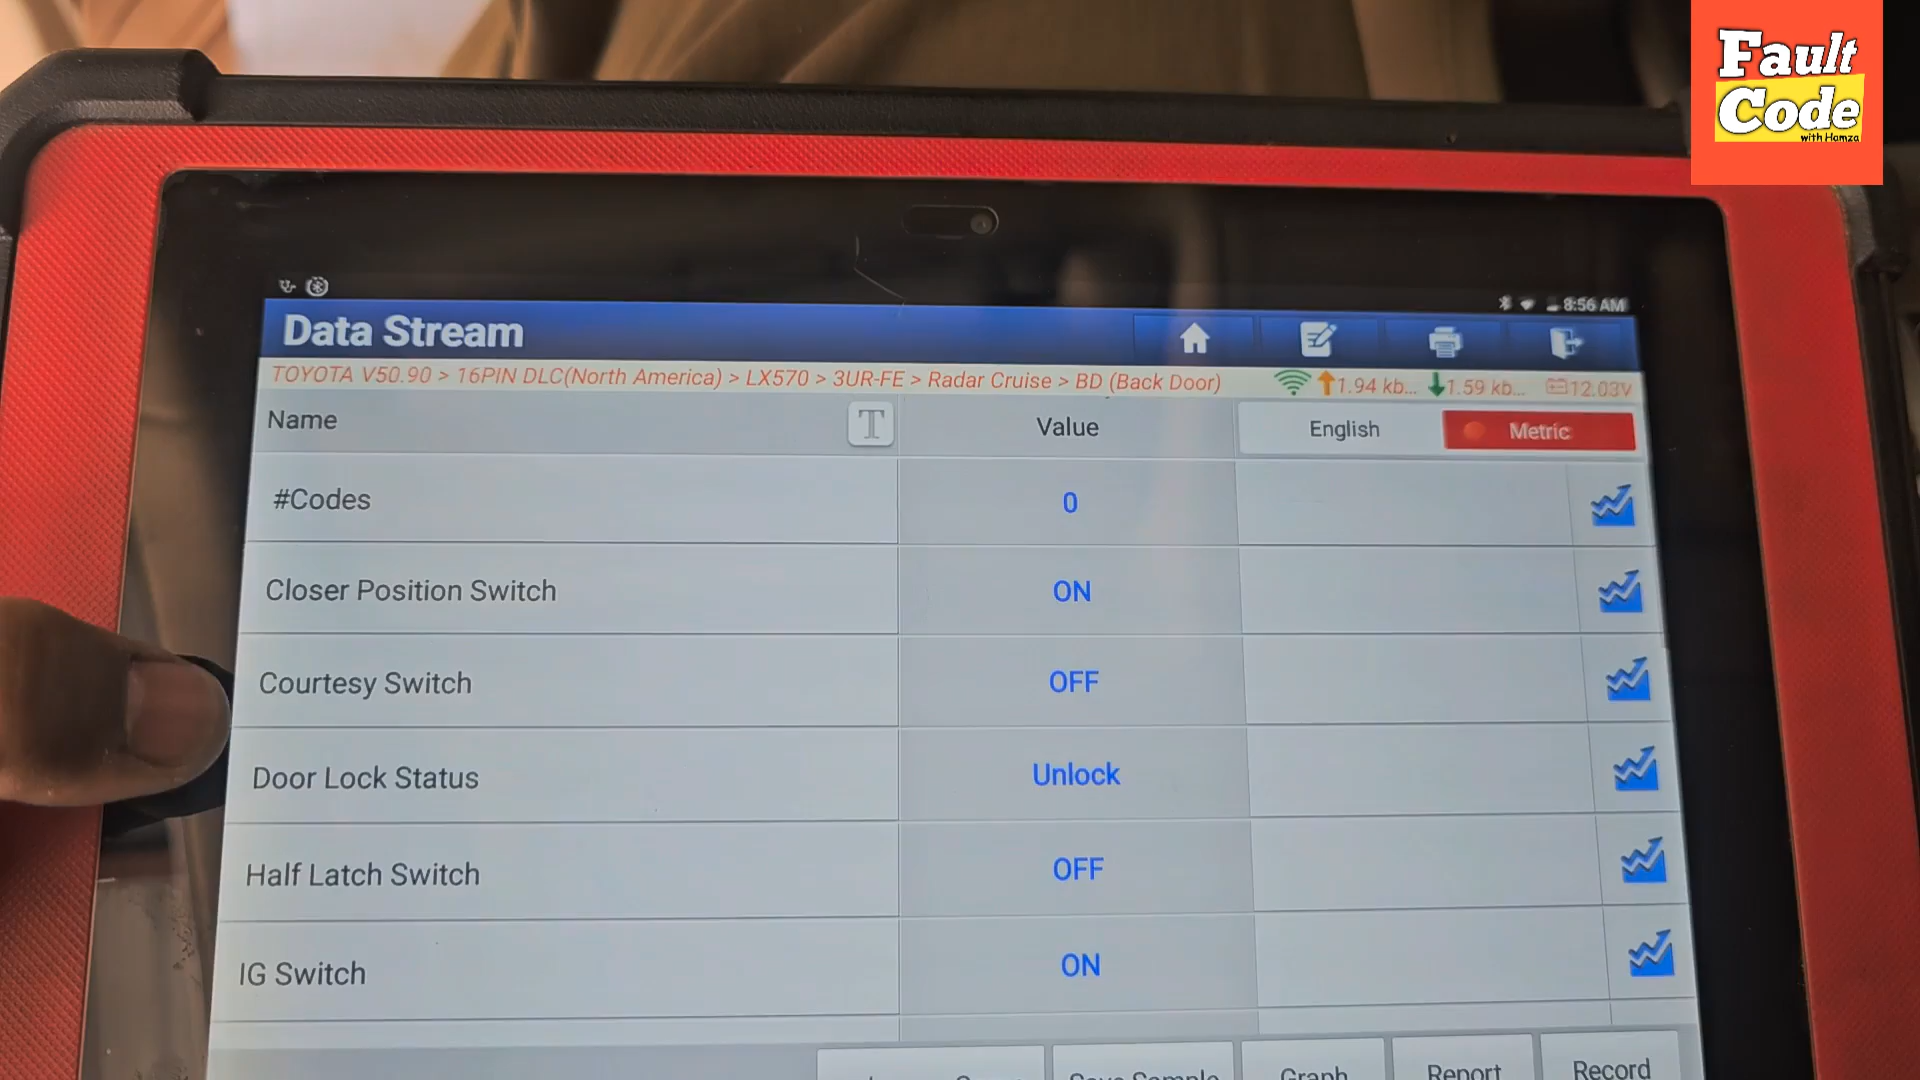 Fault
Code
with Hamza
8:56 AM
Data Stream
TOYOTA V50.90 > 16PIN DLC(North America) > LX570 > 3UR-FE > Radar Cruise > BD (Back Door)
1.94 kb... 1.59 kb... 12.03V
Name T Value English Metric
#Codes 0
Closer Position Switch ON
Courtesy Switch OFF
Door Lock Status Unlock
Half Latch Switch OFF
IG Switch ON
Save Sample Graph Report Record